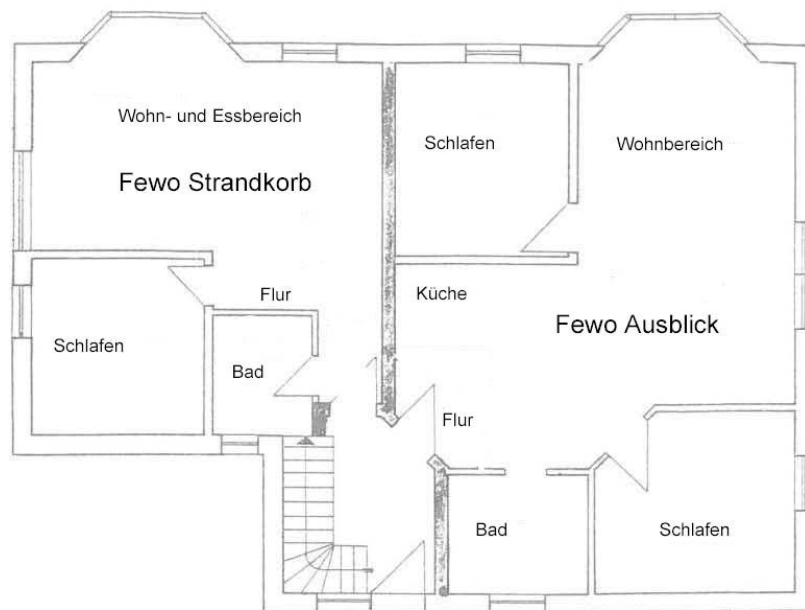 Wohn- und Essbereich
Fewo Strandkorb
Flur
Schlafen
Bad
Schlafen
Wohnbereich
Küche
Fewo Ausblick
Flur
Bad
Schlafen